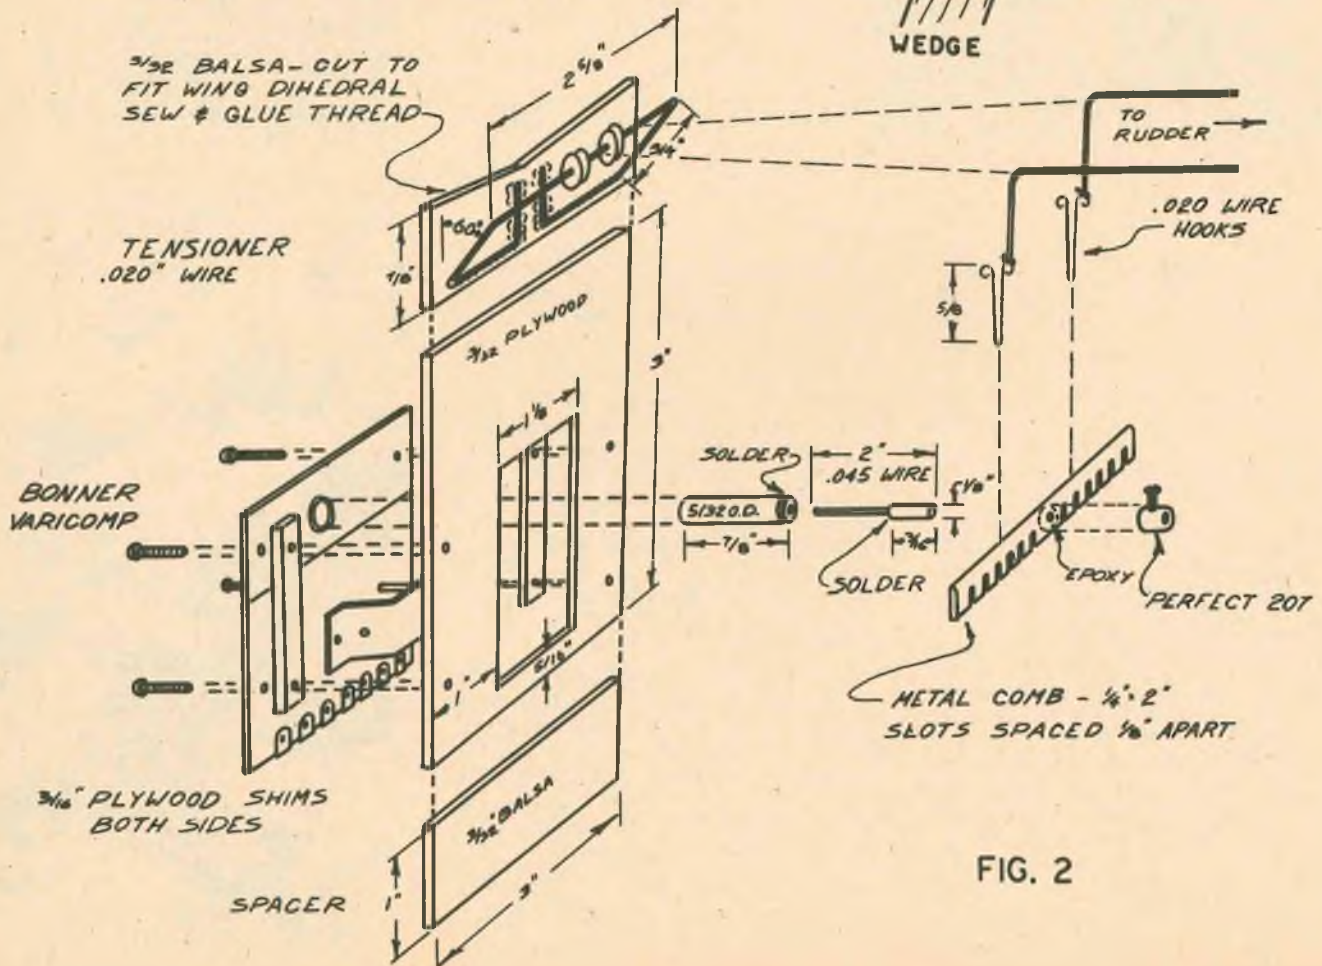 WEDGE
3/32 BALSA - CUT TO
FIT WING DIHEDRAL
SEW & GLUE THREAD
2 5/8"
3/4"
60°
7/8"
TENSIONER
.020" WIRE
TO
RUDDER
.020 WIRE
HOOKS
5/8
3/32 PLYWOOD
3"
1 1/8
BONNER
VARICOMP
SOLDER
5/32 O.D.
7/8"
2"
.045 WIRE
1/8"
3/16"
SOLDER
EPOXY
PERFECT 207
METAL COMB - 1/4" · 2"
SLOTS SPACED 1/8" APART
1"
5/16"
3/16" PLYWOOD SHIMS
BOTH SIDES
3/32" BALSA
SPACER
1"
3"
FIG. 2